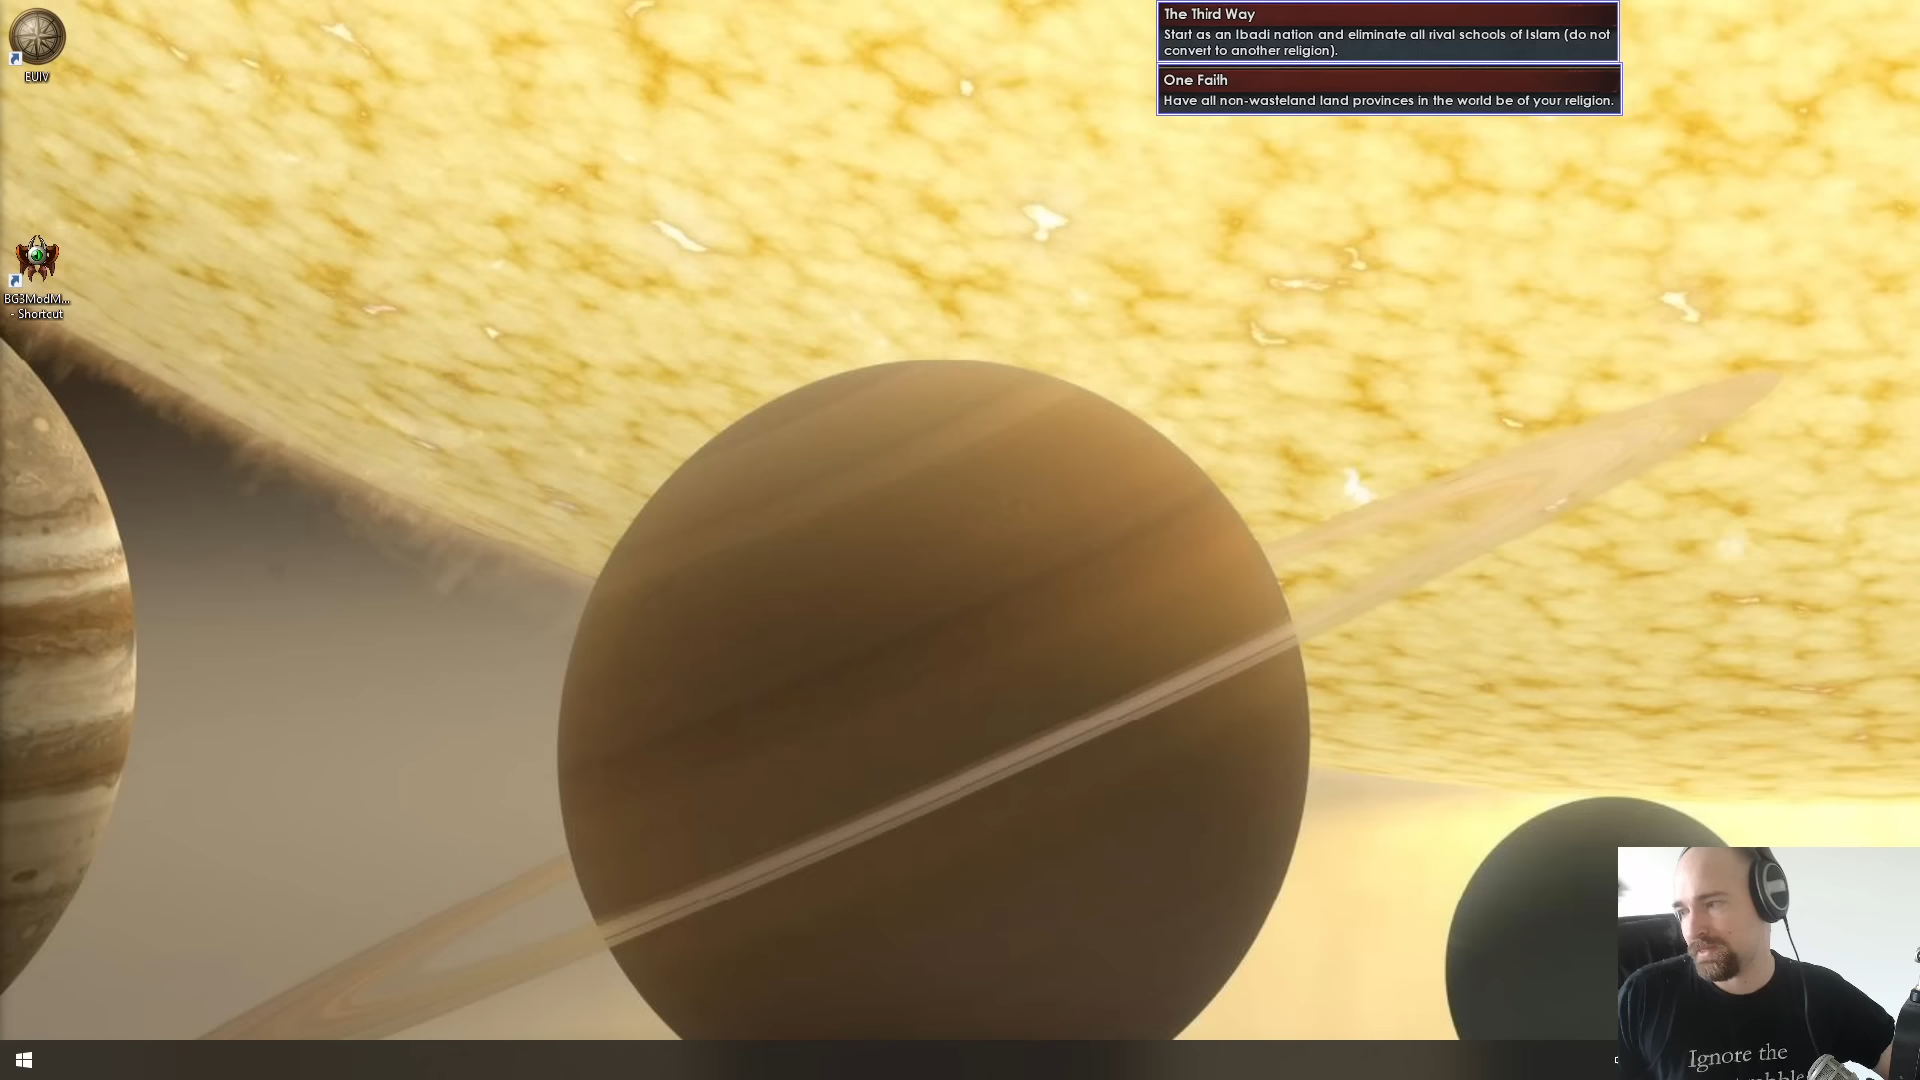 The Third Way
Start as an Ibadi nation and eliminate all rival schools of Islam (do not
convert to another religion).
One Faith
Have all non-wasteland land provinces in the world be of your religion.
EUIV
BG3ModM...
- Shortcut
Ignore the